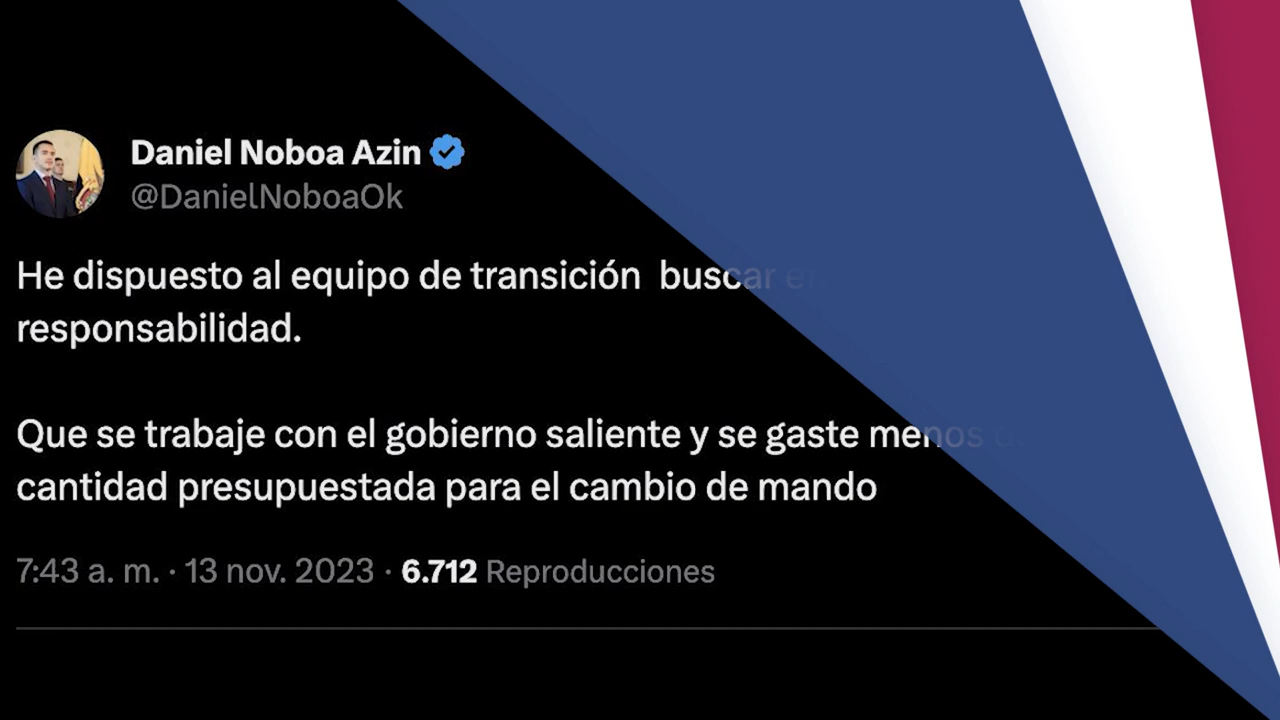 Daniel Noboa Azin
@DanielNoboaOk
He dispuesto al equipo de transición buscar
responsabilidad.
Que se trabaje con el gobierno saliente y se gaste menos
cantidad presupuestada para el cambio de mando
7:43 a. m. · 13 nov. 2023 · 6.712 Reproducciones